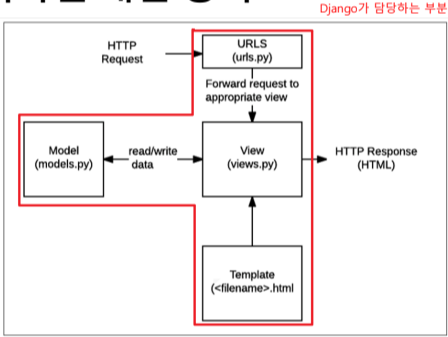 Django가 담당하는 부분
HTTP
Request
URLS
(urls.py)
Forward request to
appropriate view
Model
(models.py)
read/write
data
View
(views.py)
HTTP Response
(HTML)
Template
(<filename>.html